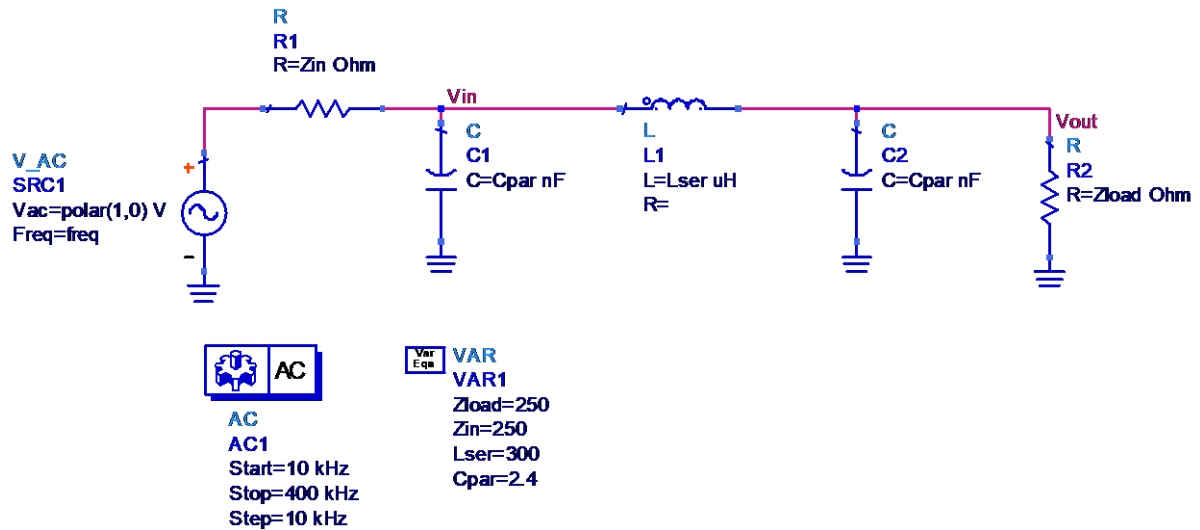 R
R1
R=Zin Ohm
Vin
C
C1
C=Cpar nF
L
L1
L=Lser uH
R=
C
C2
C=Cpar nF
Vout
R
R2
R=Zload Ohm
V_AC
SRC1
Vac=polar(1,0) V
Freq=freq
+
-
AC
AC
AC1
Start=10 kHz
Stop=400 kHz
Step=10 kHz
Var
Eqn
VAR
VAR1
Zload=250
Zin=250
Lser=300
Cpar=2.4